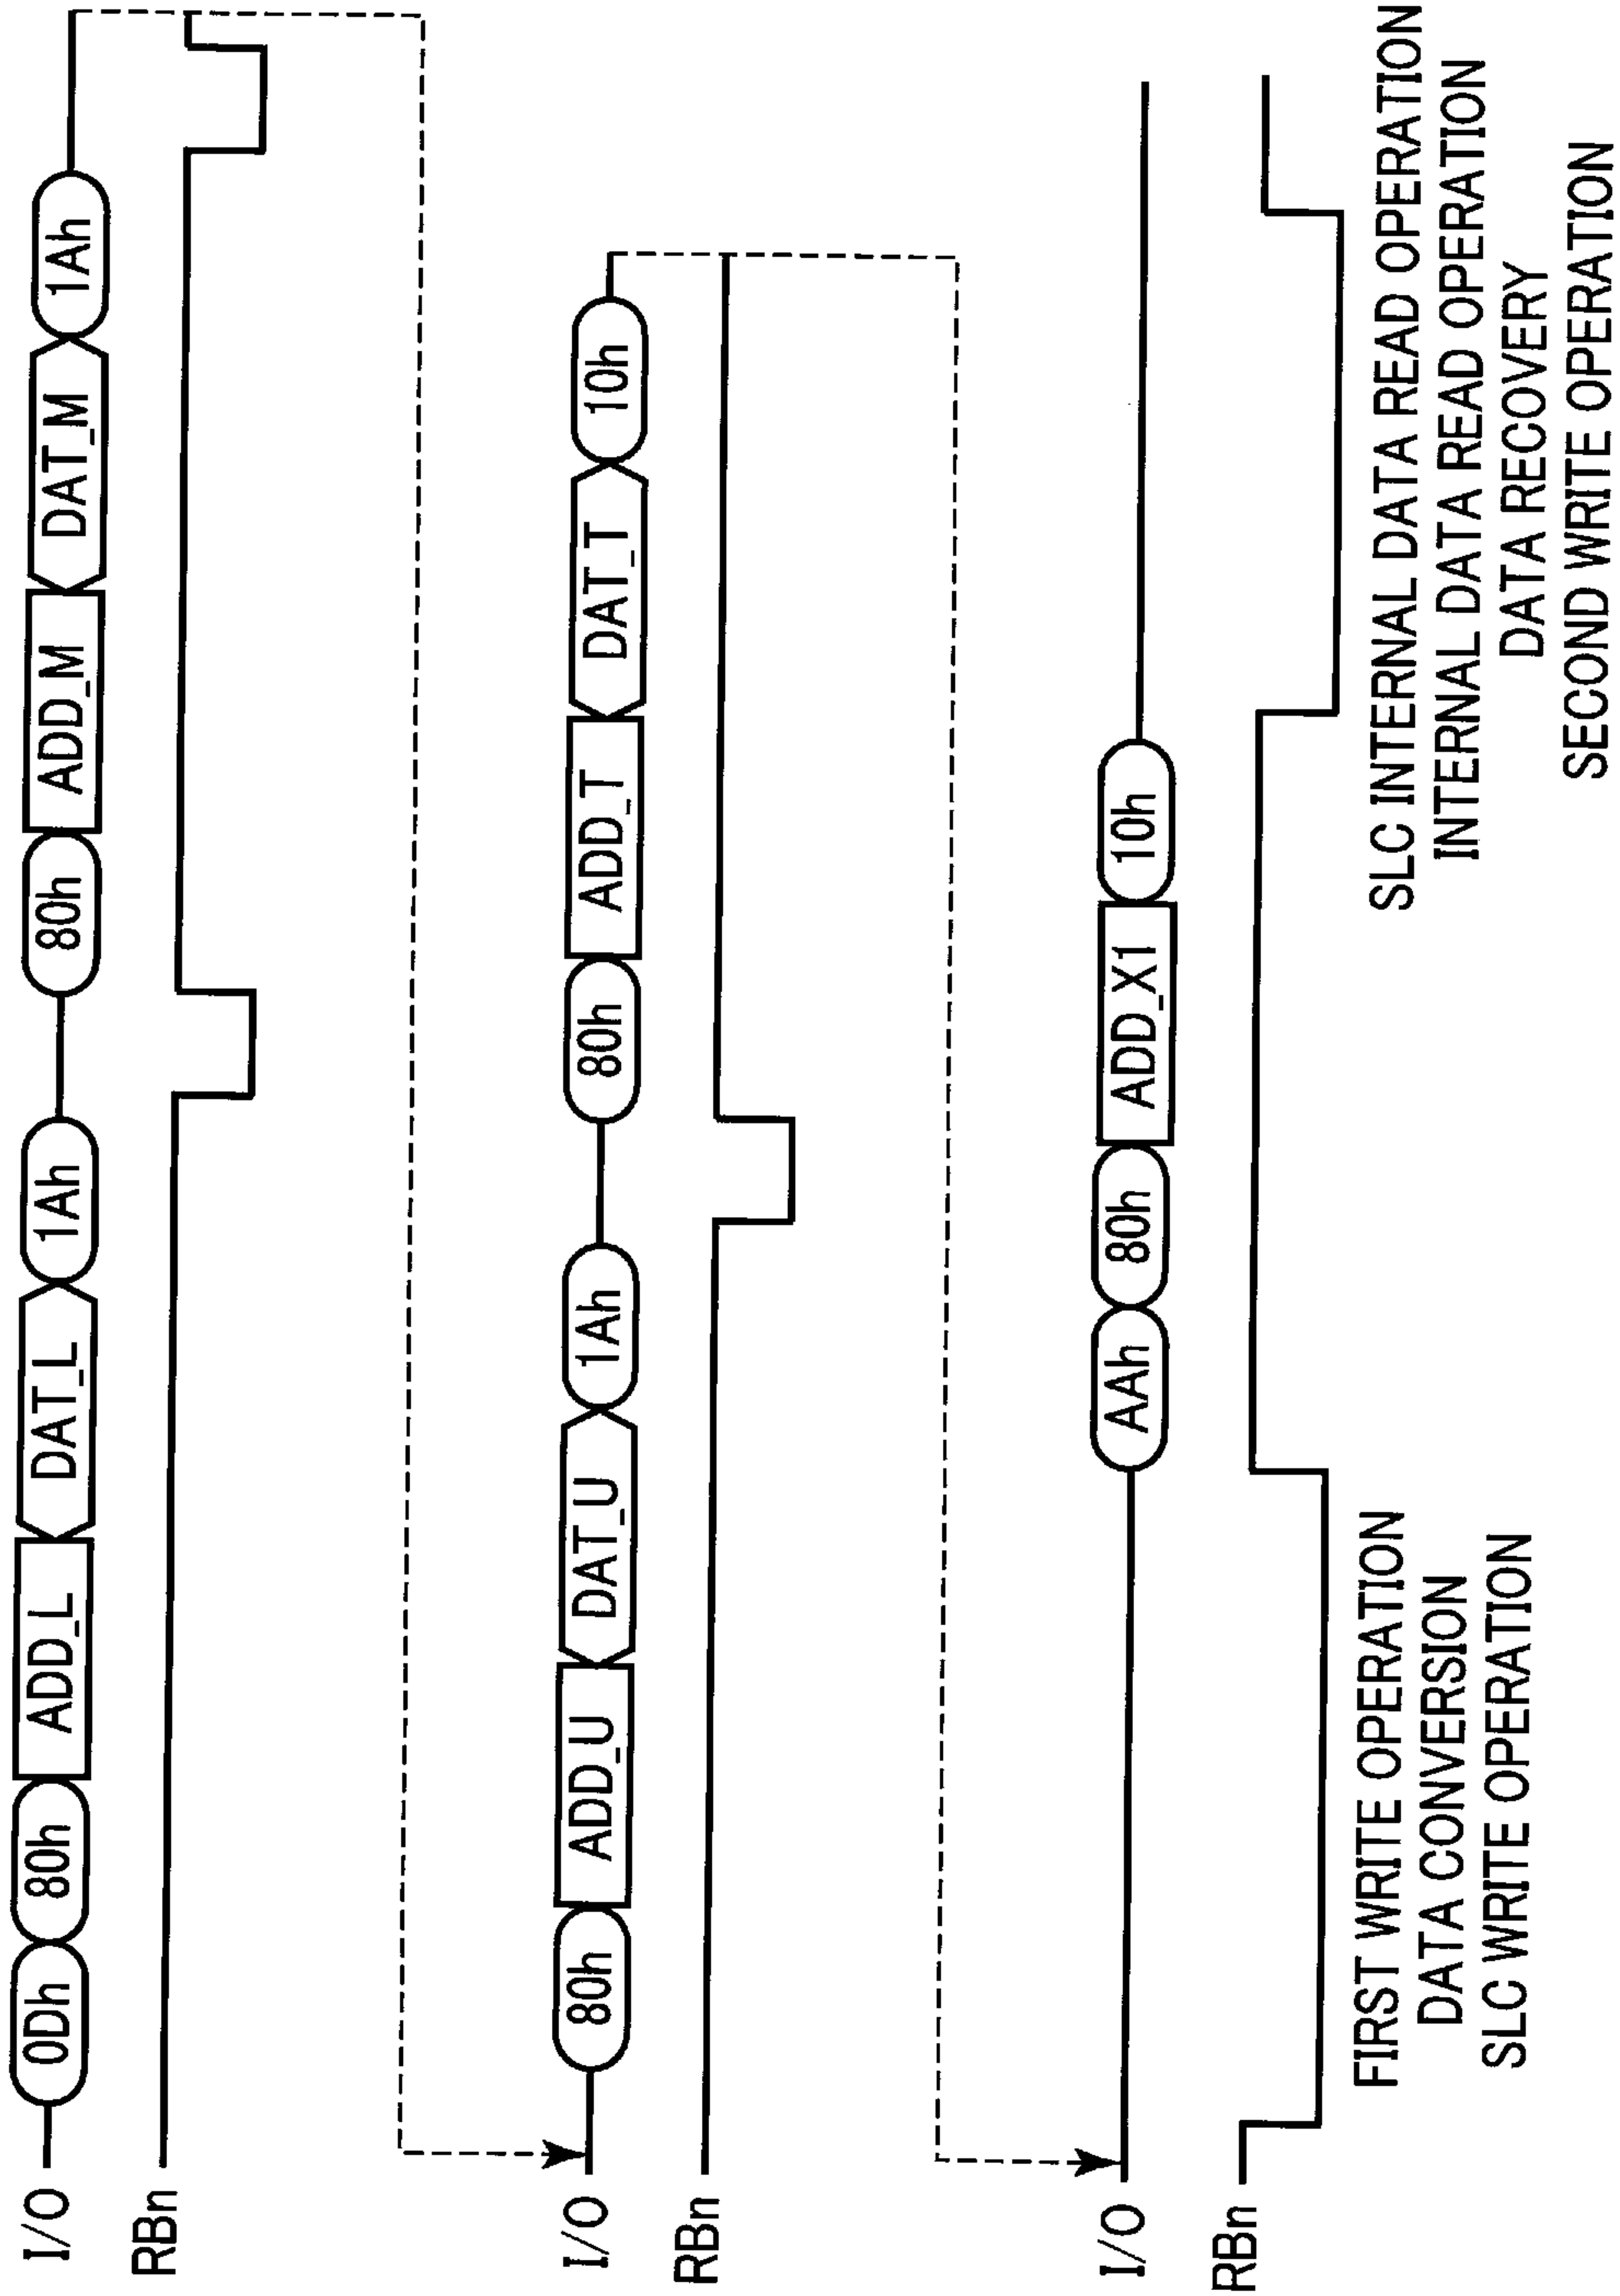 I/O 0Dh 80h ADD_L DAT_L 1Ah 80h ADD_M DAT_M 1Ah
RBn
I/O 80h ADD_U DAT_U 1Ah 80h ADD_T DAT_T 10h
RBn
I/O AAh 80h ADD_X1 10h
RBn
FIRST WRITE OPERATION
DATA CONVERSION
SLC WRITE OPERATION
SLC INTERNAL DATA READ OPERATION
INTERNAL DATA READ OPERATION
DATA RECOVERY
SECOND WRITE OPERATION